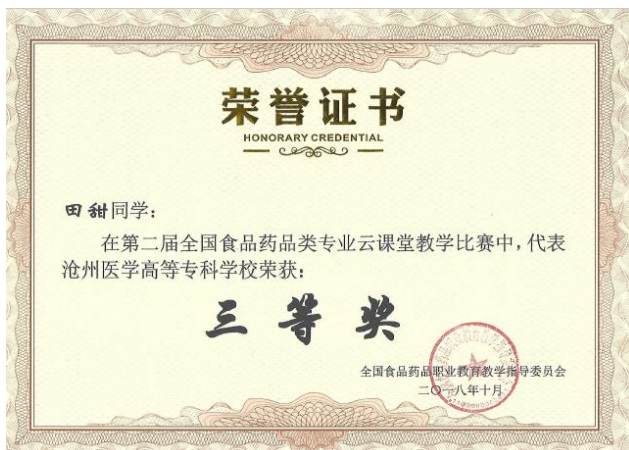 荣誉证书
HONORARY CREDENTIAL
田甜同学:
在第二届全国食品药品类专业云课堂教学比赛中,代表
沧州医学高等专科学校荣获:
三等奖
全国食品药品职业教育教学指导委员会
二〇一八年十月